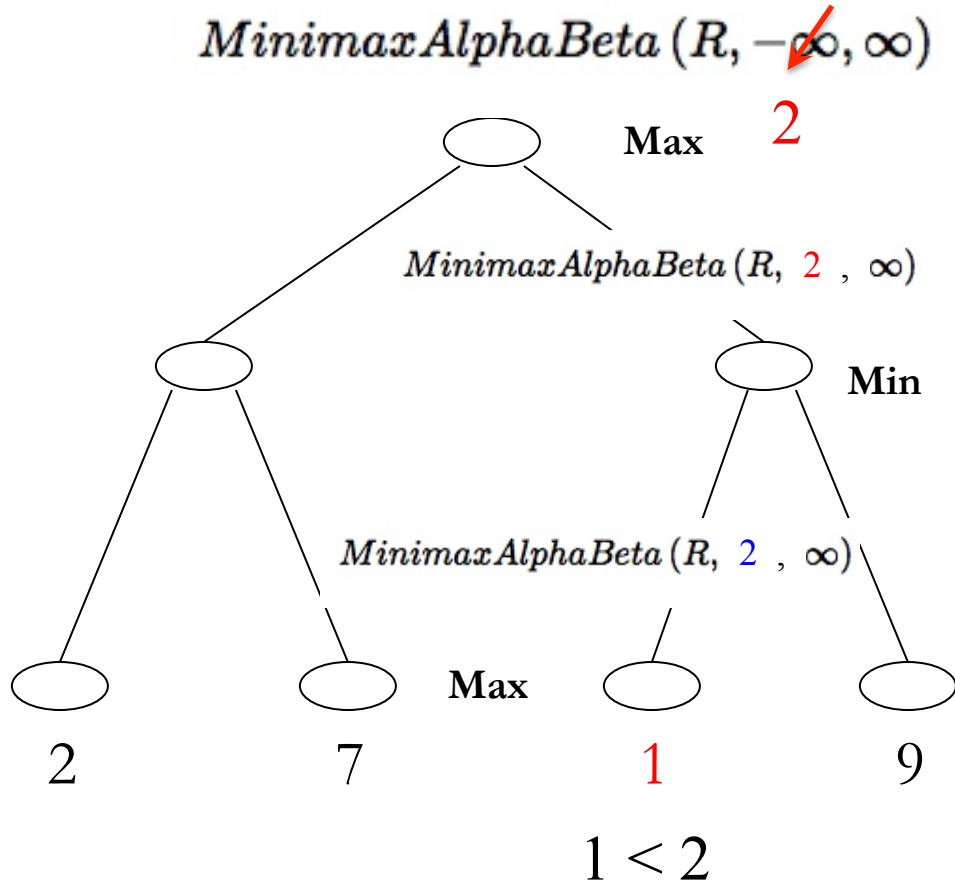 MinimaxAlphaBeta (R, −∞, ∞)
Max 2
MinimaxAlphaBeta (R, 2 , ∞)
Min
MinimaxAlphaBeta (R, 2 , ∞)
Max
2 7 1 9
1 < 2